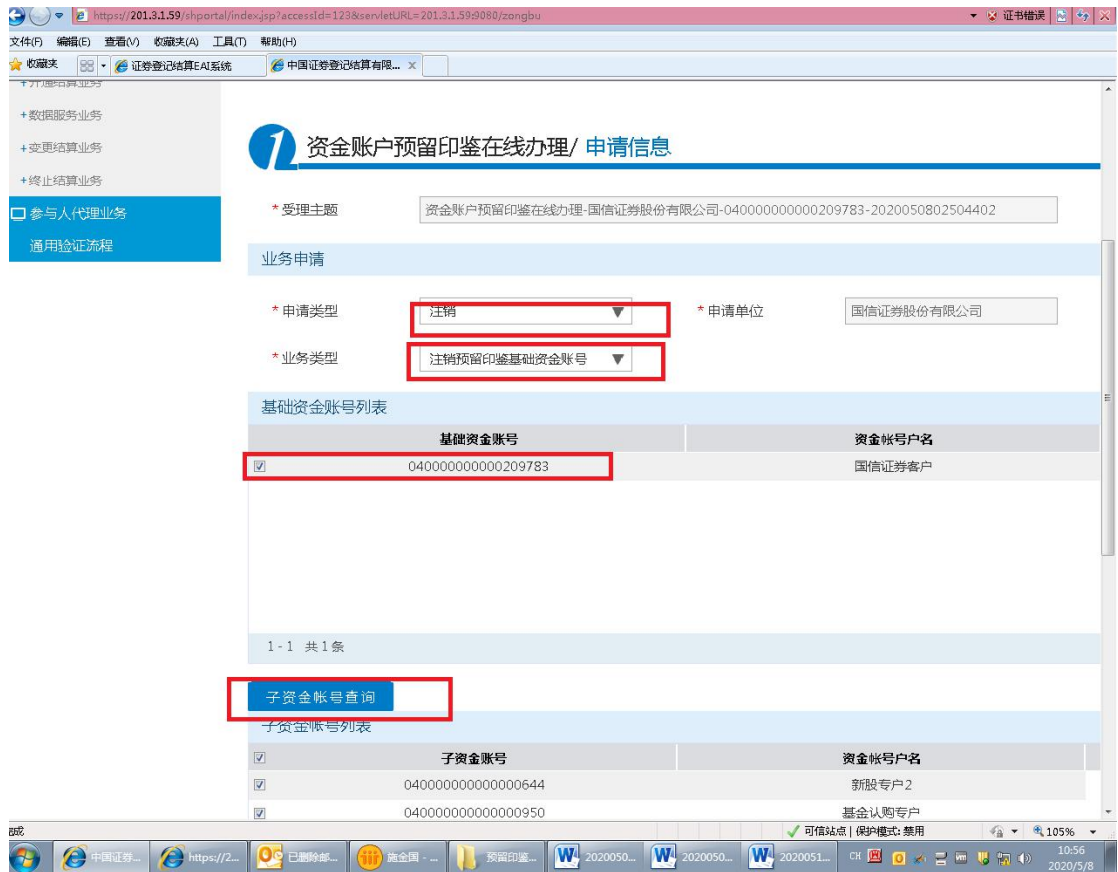 https://201.3.1.59/shportal/index.jsp?accessId=123&servletURL=201.3.1.59:9080/zongbu 证书错误
文件(F) 编辑(E) 查看(V) 收藏夹(A) 工具(T) 帮助(H)
收藏夹 证券登记结算EAI系统 中国证券登记结算有限... X
+开通结算业务
+数据服务业务
+变更结算业务
+终止结算业务
参与人代理业务
通用验证流程
1 资金账户预留印鉴在线办理/ 申请信息
*受理主题 资金账户预留印鉴在线办理-国信证券股份有限公司-040000000000209783-2020050802504402
业务申请
*申请类型 注销 ▼ *申请单位 国信证券股份有限公司
*业务类型 注销预留印鉴基础资金账号 ▼
基础资金账号列表
基础资金账号 资金帐号户名
040000000000209783 国信证券客户
1-1 共1条
子资金帐号查询
子资金账号列表
子资金账号 资金帐号户名
040000000000000644 新股专户2
040000000000000950 基金认购专户
完成 可信站点 | 保护模式: 禁用 105%
中国证券... https://2... 已删除邮... 施全国 - ... 预留印鉴... 2020050... 2020050... 2020051... CH 10:56
2020/5/8